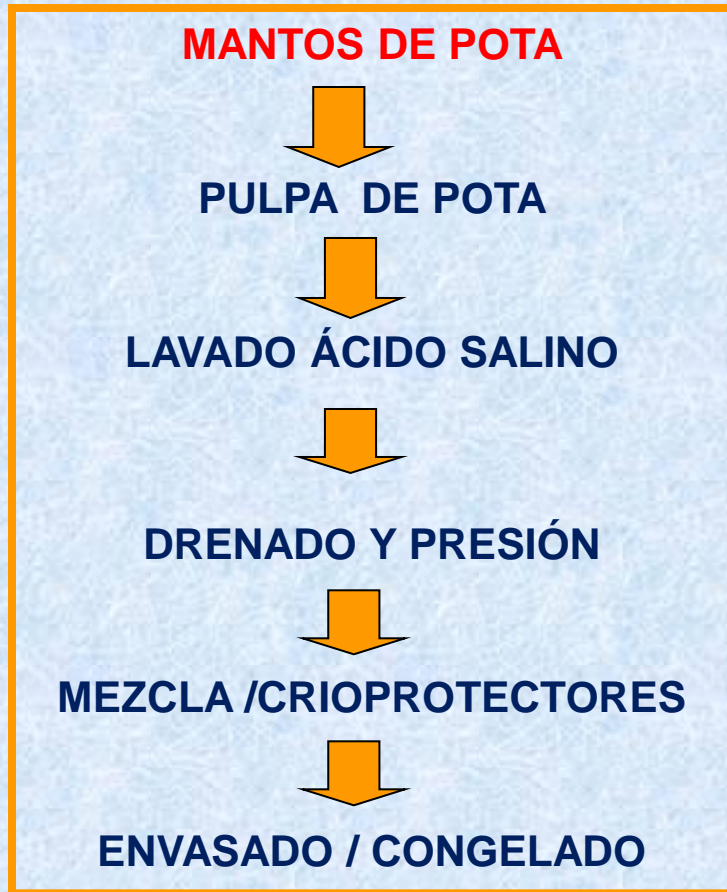 MANTOS DE POTA
PULPA DE POTA
LAVADO ÁCIDO SALINO
DRENADO Y PRESIÓN
MEZCLA /CRIOPROTECTORES
ENVASADO / CONGELADO